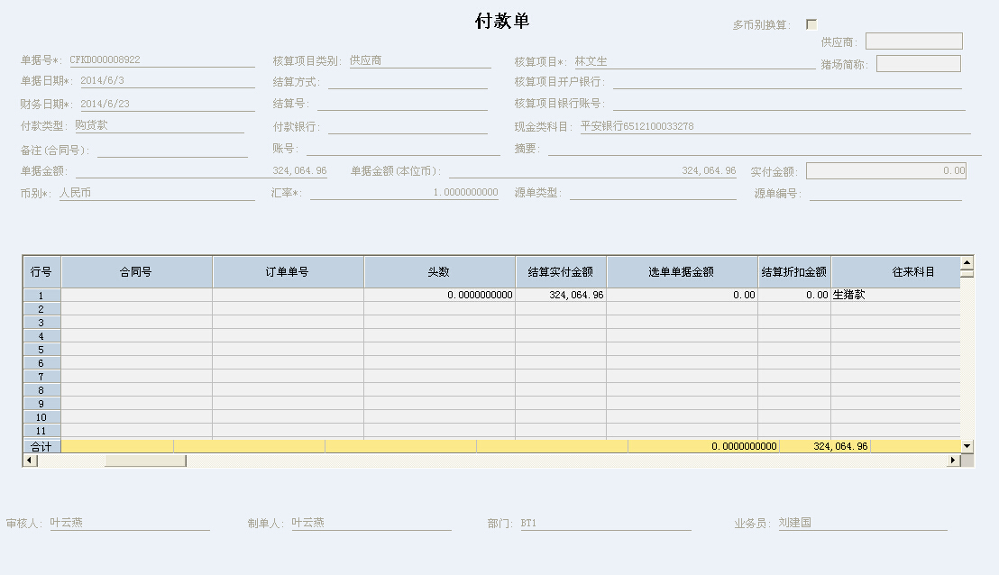 付款单
多币别换算:
供应商:
单据号*: CFKD000008922 核算项目类别: 供应商 核算项目*: 林文生 猪场简称:
单据日期*: 2014/6/3 结算方式: 核算项目开户银行:
财务日期*: 2014/6/23 结算号: 核算项目银行账号:
付款类型: 购货款 付款银行: 现金类科目: 平安银行6512100033278
备注(合同号): 账号: 摘要:
单据金额: 324,064.96 单据金额(本位币): 324,064.96 实付金额: 0.00
币别*: 人民币 汇率*: 1.0000000000 源单类型: 源单编号:
行号 合同号 订单单号 头数 结算实付金额 选单单据金额 结算折扣金额 往来科目
1 0.0000000000 324,064.96 0.00 0.00 生猪款
2
3
4
5
6
7
8
9
10
11
合计 0.0000000000 324,064.96
审核人: 叶云燕 制单人: 叶云燕 部门: BT1 业务员: 刘建国